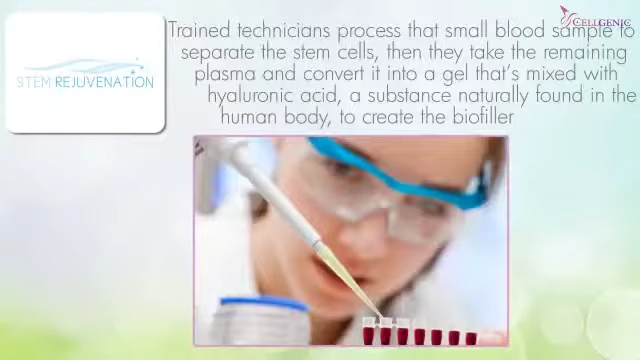 CELLGENIC
Trained technicians process that small blood sample to
separate the stem cells, then they take the remaining
plasma and convert it into a gel that's mixed with
hyaluronic acid, a substance naturally found in the
human body, to create the biofiller
STEM REJUVENATION